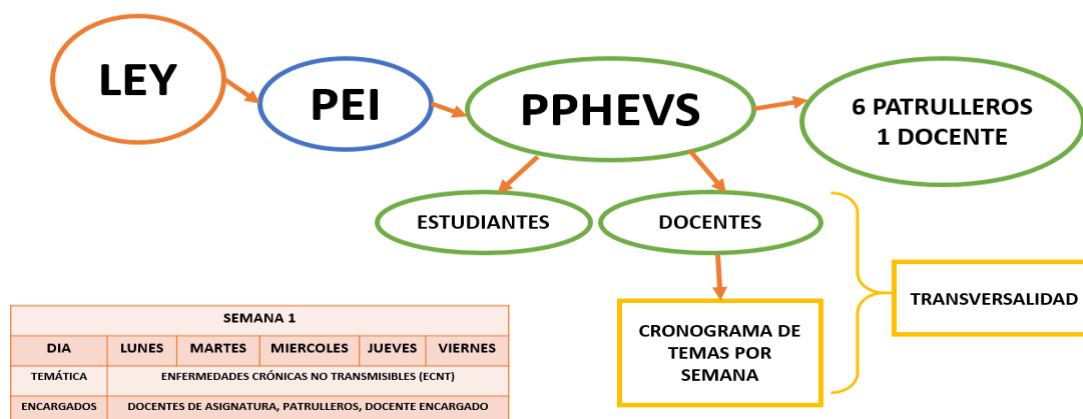 LEY
PEI
PPHEVS
6 PATRULLEROS
1 DOCENTE
ESTUDIANTES
DOCENTES
TRANSVERSALIDAD
CRONOGRAMA DE
TEMAS POR
SEMANA
SEMANA 1
DIA LUNES MARTES MIERCOLES JUEVES VIERNES
TEMÁTICA ENFERMEDADES CRÓNICAS NO TRANSMISIBLES (ECNT)
ENCARGADOS DOCENTES DE ASIGNATURA, PATRULLEROS, DOCENTE ENCARGADO